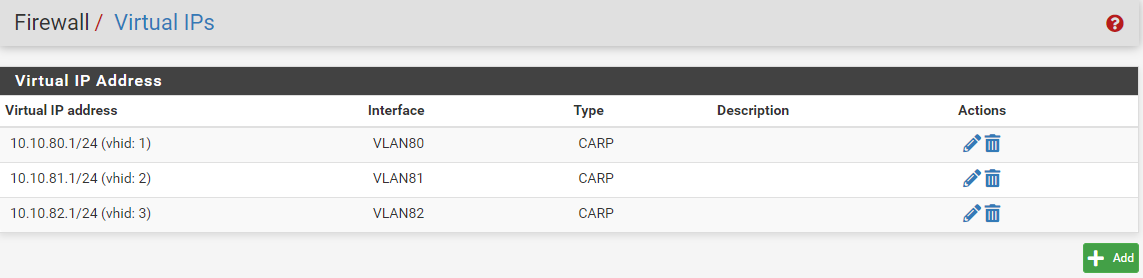 Firewall / Virtual IPs
Virtual IP Address
Virtual IP address Interface Type Description Actions
10.10.80.1/24 (vhid: 1) VLAN80 CARP
10.10.81.1/24 (vhid: 2) VLAN81 CARP
10.10.82.1/24 (vhid: 3) VLAN82 CARP
Add